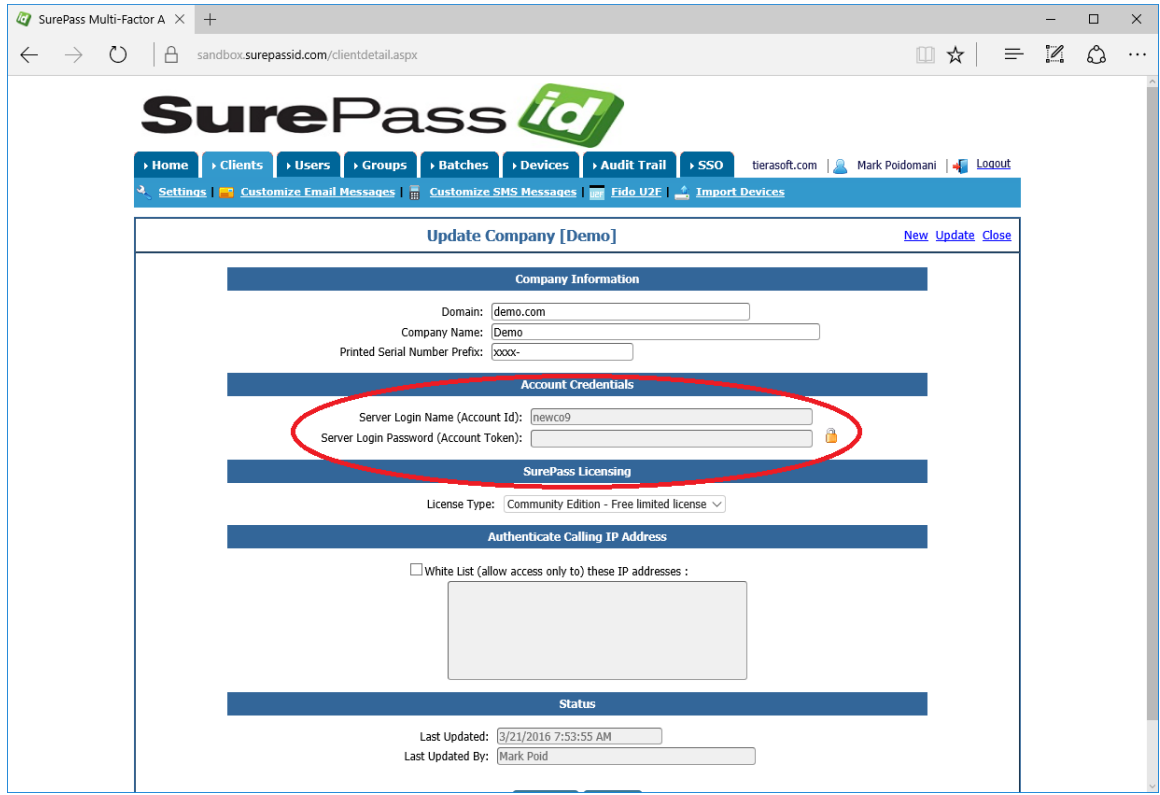 SurePass Multi-Factor A
sandbox.surepassid.com/clientdetail.aspx
SurePass id
Home Clients Users Groups Batches Devices Audit Trail SSO tierasoft.com | Mark Poidomani | Logout
Settings | Customize Email Messages | Customize SMS Messages | Fido U2F | Import Devices
Update Company [Demo] New Update Close
Company Information
Domain: demo.com
Company Name: Demo
Printed Serial Number Prefix: xxxx-
Account Credentials
Server Login Name (Account Id): newco9
Server Login Password (Account Token):
SurePass Licensing
License Type: Community Edition - Free limited license
Authenticate Calling IP Address
White List (allow access only to) these IP addresses :
Status
Last Updated: 3/21/2016 7:53:55 AM
Last Updated By: Mark Poid